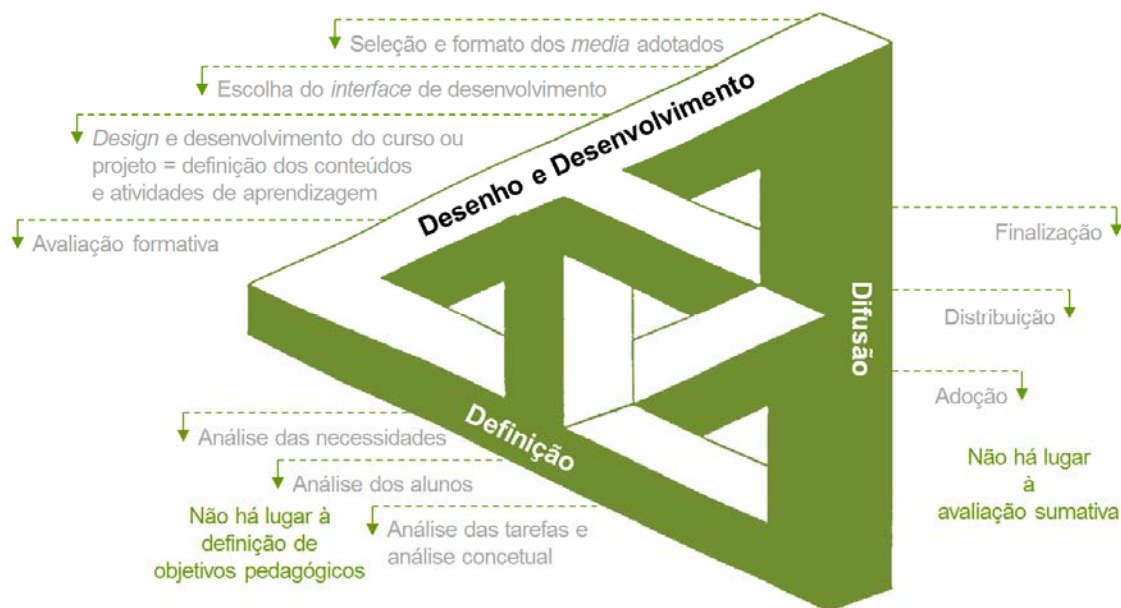 Seleção e formato dos media adotados
Escolha do interface de desenvolvimento
Design e desenvolvimento do curso ou
projeto = definição dos conteúdos
e atividades de aprendizagem
Avaliação formativa
Desenho e Desenvolvimento
Finalização
Distribuição
Adoção
Difusão
Não há lugar
à
avaliação sumativa
Definição
Análise das necessidades
Análise dos alunos
Não há lugar à
definição de
objetivos pedagógicos
Análise das tarefas e
análise concetual